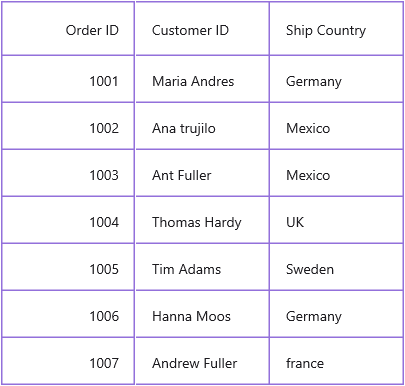 Order ID Customer ID Ship Country
1001 Maria Andres Germany
1002 Ana trujilo Mexico
1003 Ant Fuller Mexico
1004 Thomas Hardy UK
1005 Tim Adams Sweden
1006 Hanna Moos Germany
1007 Andrew Fuller france